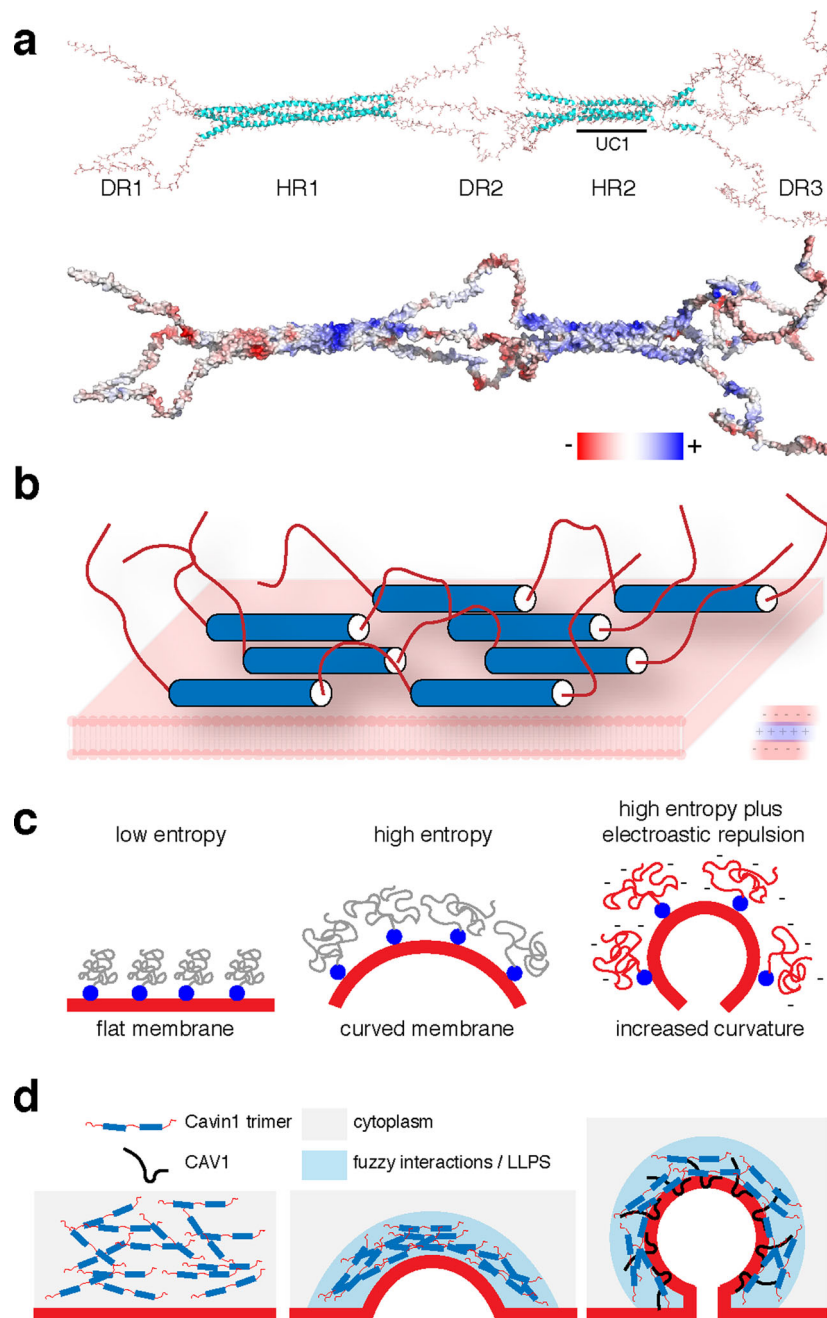 a
UC1
DR1 HR1 DR2 HR2 DR3
- +
b
- - - - -
+ + + + +
- - - -
c
low entropy
high entropy
high entropy plus
electroastic repulsion
flat membrane
curved membrane
increased curvature
d
Cavin1 trimer
cytoplasm
CAV1
fuzzy interactions / LLPS